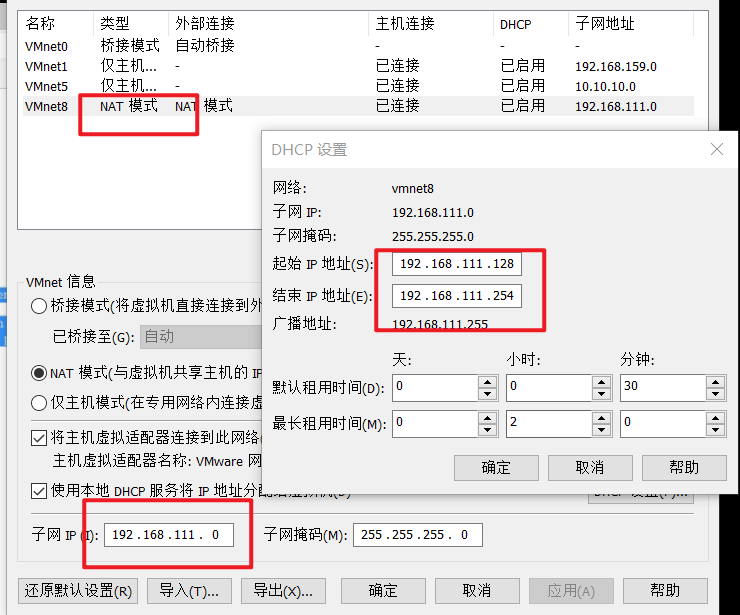 名称 类型 外部连接 主机连接 DHCP 子网地址
VMnet0 桥接模式 自动桥接 - - -
VMnet1 仅主机... - 已连接 已启用 192.168.159.0
VMnet5 仅主机... - 已连接 已启用 10.10.10.0
VMnet8 NAT 模式 NAT 模式 已连接 已启用 192.168.111.0
DHCP 设置
网络: vmnet8
子网 IP: 192.168.111.0
子网掩码: 255.255.255.0
起始 IP 地址(S): 192 . 168 . 111 . 128
结束 IP 地址(E): 192 . 168 . 111 . 254
广播地址: 192.168.111.255
天: 小时: 分钟:
默认租用时间(D): 0 0 30
最长租用时间(M): 0 2 0
确定 取消 帮助
VMnet 信息
桥接模式(将虚拟机直接连接到外
已桥接至(G): 自动
NAT 模式(与虚拟机共享主机的 IP
仅主机模式(在专用网络内连接虚
将主机虚拟适配器连接到此网络
主机虚拟适配器名称: VMware 网
使用本地 DHCP 服务将 IP 地址分配给虚拟机(D)
DHCP 设置(P)...
子网 IP (I): 192 . 168 . 111 . 0 子网掩码(M): 255 . 255 . 255 . 0
还原默认设置(R) 导入(T)... 导出(X)... 确定 取消 应用(A) 帮助